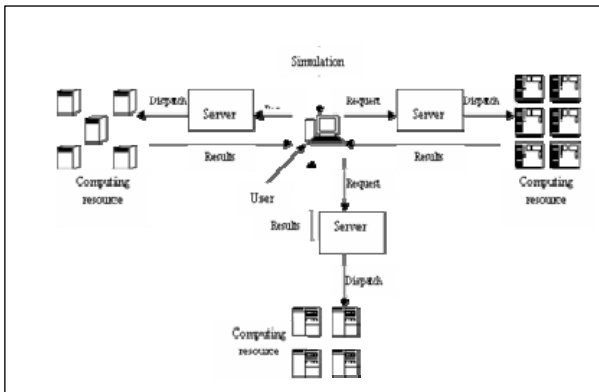 Simulation
Dispatch
Server
Request
Server
Dispatch
Results
Results
Computing
resource
User
Request
Computing
resource
Results
Server
Dispatch
Computing
resource